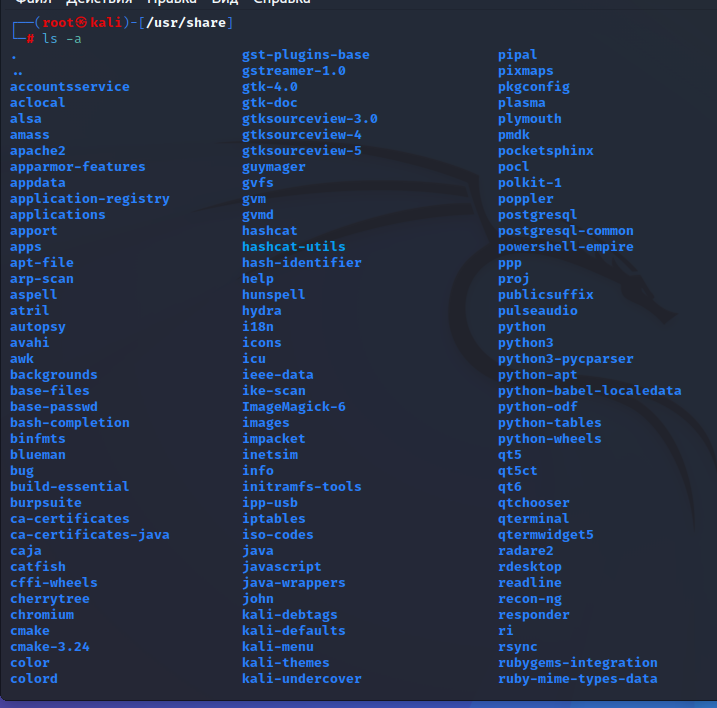 Файл Действия Правка Вид Справка
┌──(root㉿kali)-[/usr/share]
└─# ls -a
. gst-plugins-base pipal
.. gstreamer-1.0 pixmaps
accountsservice gtk-4.0 pkgconfig
aclocal gtk-doc plasma
alsa gtksourceview-3.0 plymouth
amass gtksourceview-4 pmdk
apache2 gtksourceview-5 pocketsphinx
apparmor-features guymager pocl
appdata gvfs polkit-1
application-registry gvm poppler
applications gvmd postgresql
apport hashcat postgresql-common
apps hashcat-utils powershell-empire
apt-file hash-identifier ppp
arp-scan help proj
aspell hunspell publicsuffix
atril hydra pulseaudio
autopsy i18n python
avahi icons python3
awk icu python3-pycparser
backgrounds ieee-data python-apt
base-files ike-scan python-babel-localedata
base-passwd ImageMagick-6 python-odf
bash-completion images python-tables
binfmts impacket python-wheels
blueman inetsim qt5
bug info qt5ct
build-essential initramfs-tools qt6
burpsuite ipp-usb qtchooser
ca-certificates iptables qterminal
ca-certificates-java iso-codes qtermwidget5
caja java radare2
catfish javascript rdesktop
cffi-wheels java-wrappers readline
cherrytree john recon-ng
chromium kali-debtags responder
cmake kali-defaults ri
cmake-3.24 kali-menu rsync
color kali-themes rubygems-integration
colord kali-undercover ruby-mime-types-data